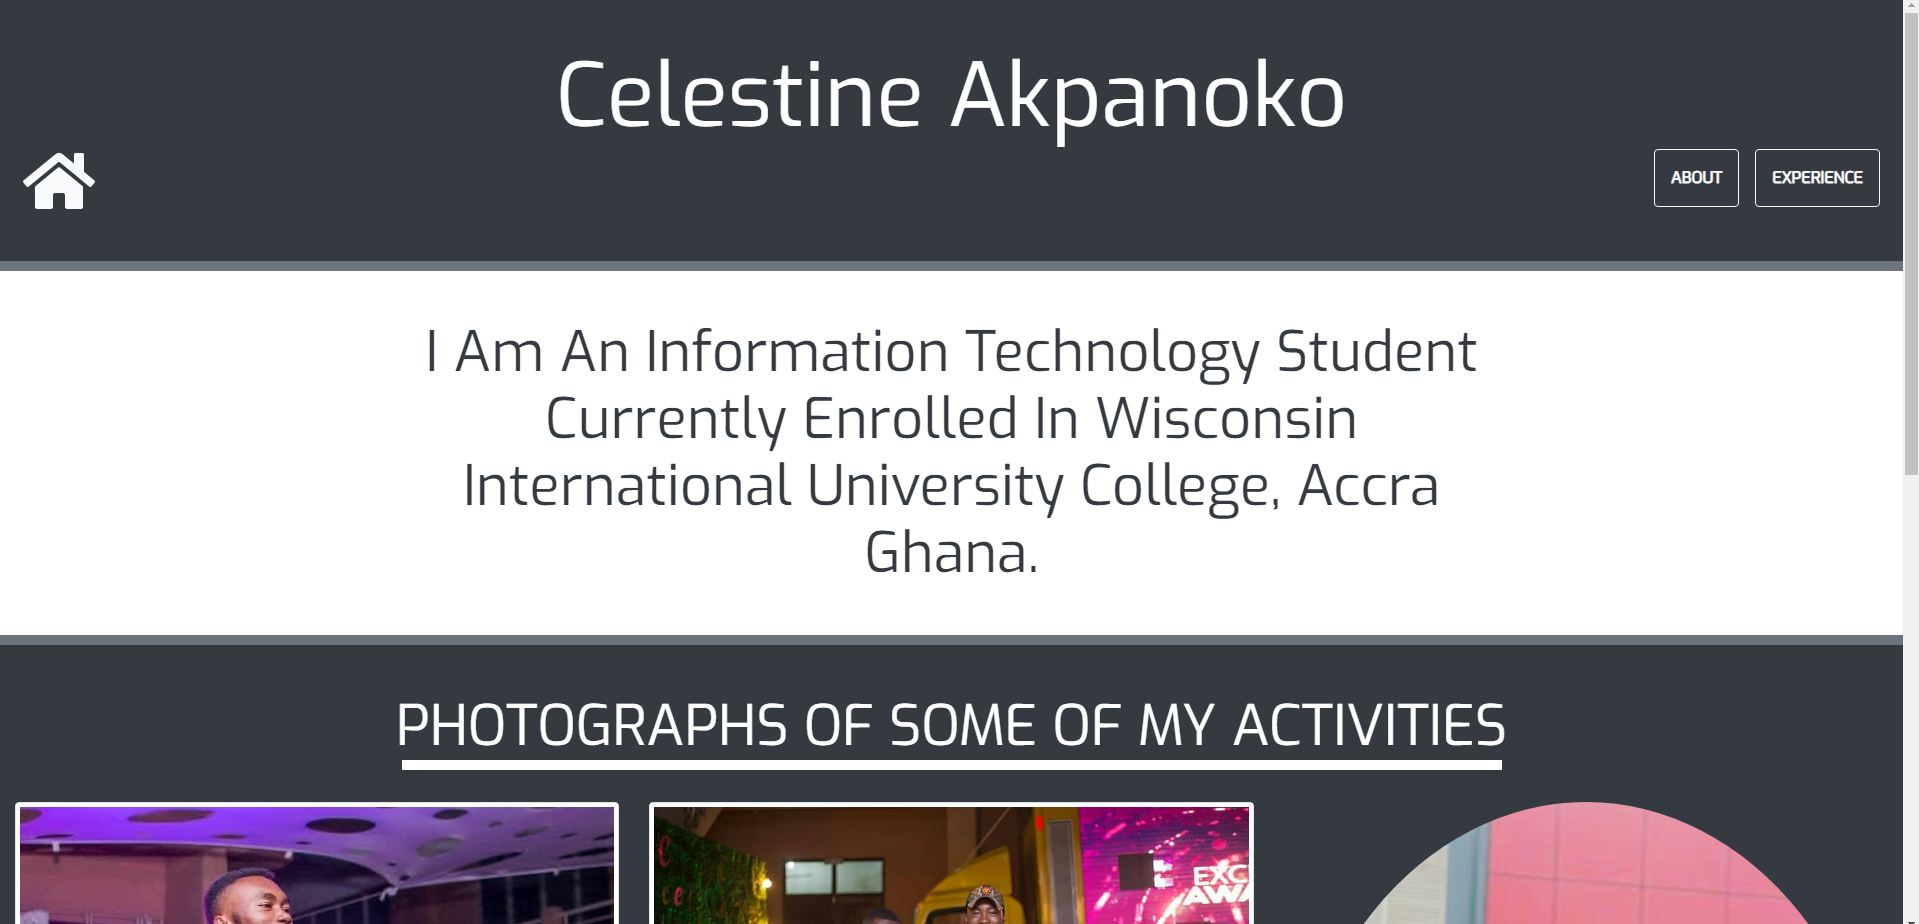 Celestine Akpanoko
ABOUT
EXPERIENCE
I Am An Information Technology Student
Currently Enrolled In Wisconsin
International University College, Accra
Ghana.
PHOTOGRAPHS OF SOME OF MY ACTIVITIES
EXC
AWA